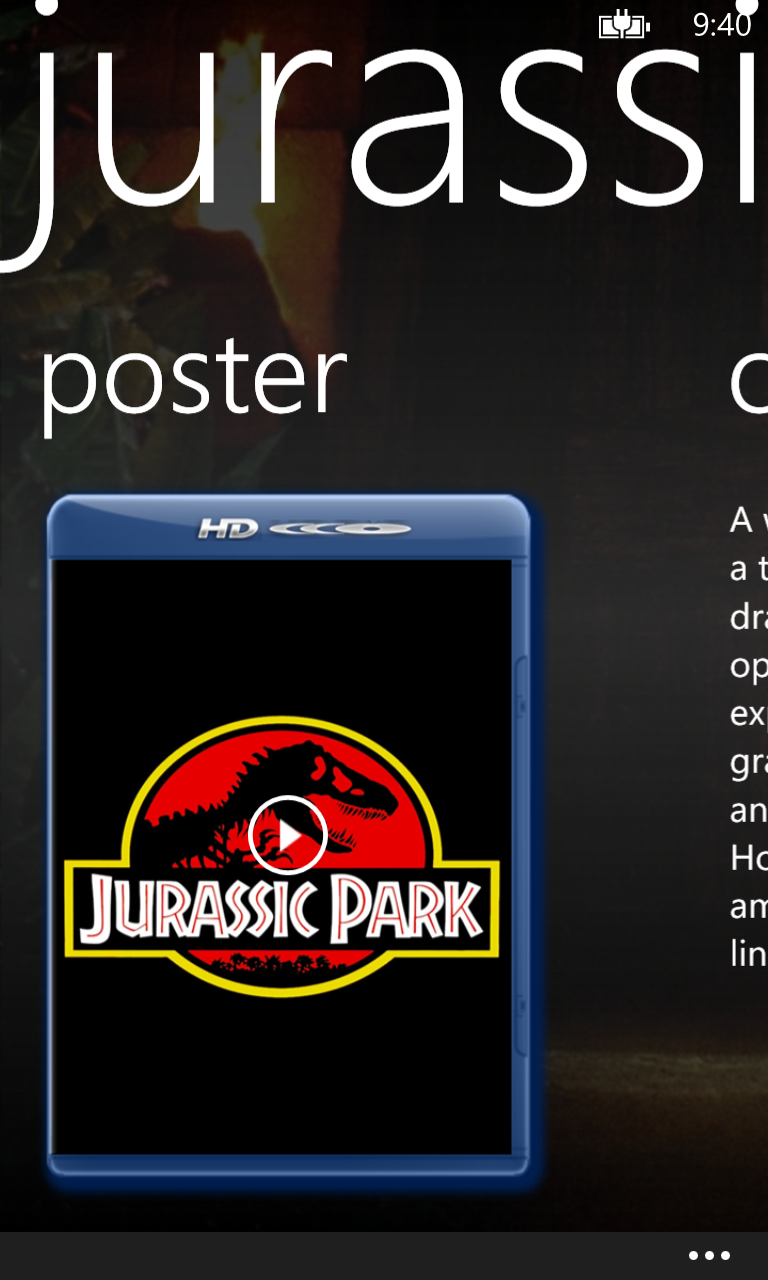 9:40
jurassi
poster
HD
JURASSIC PARK
A
a t
dra
op
exp
gra
an
Ho
am
lin